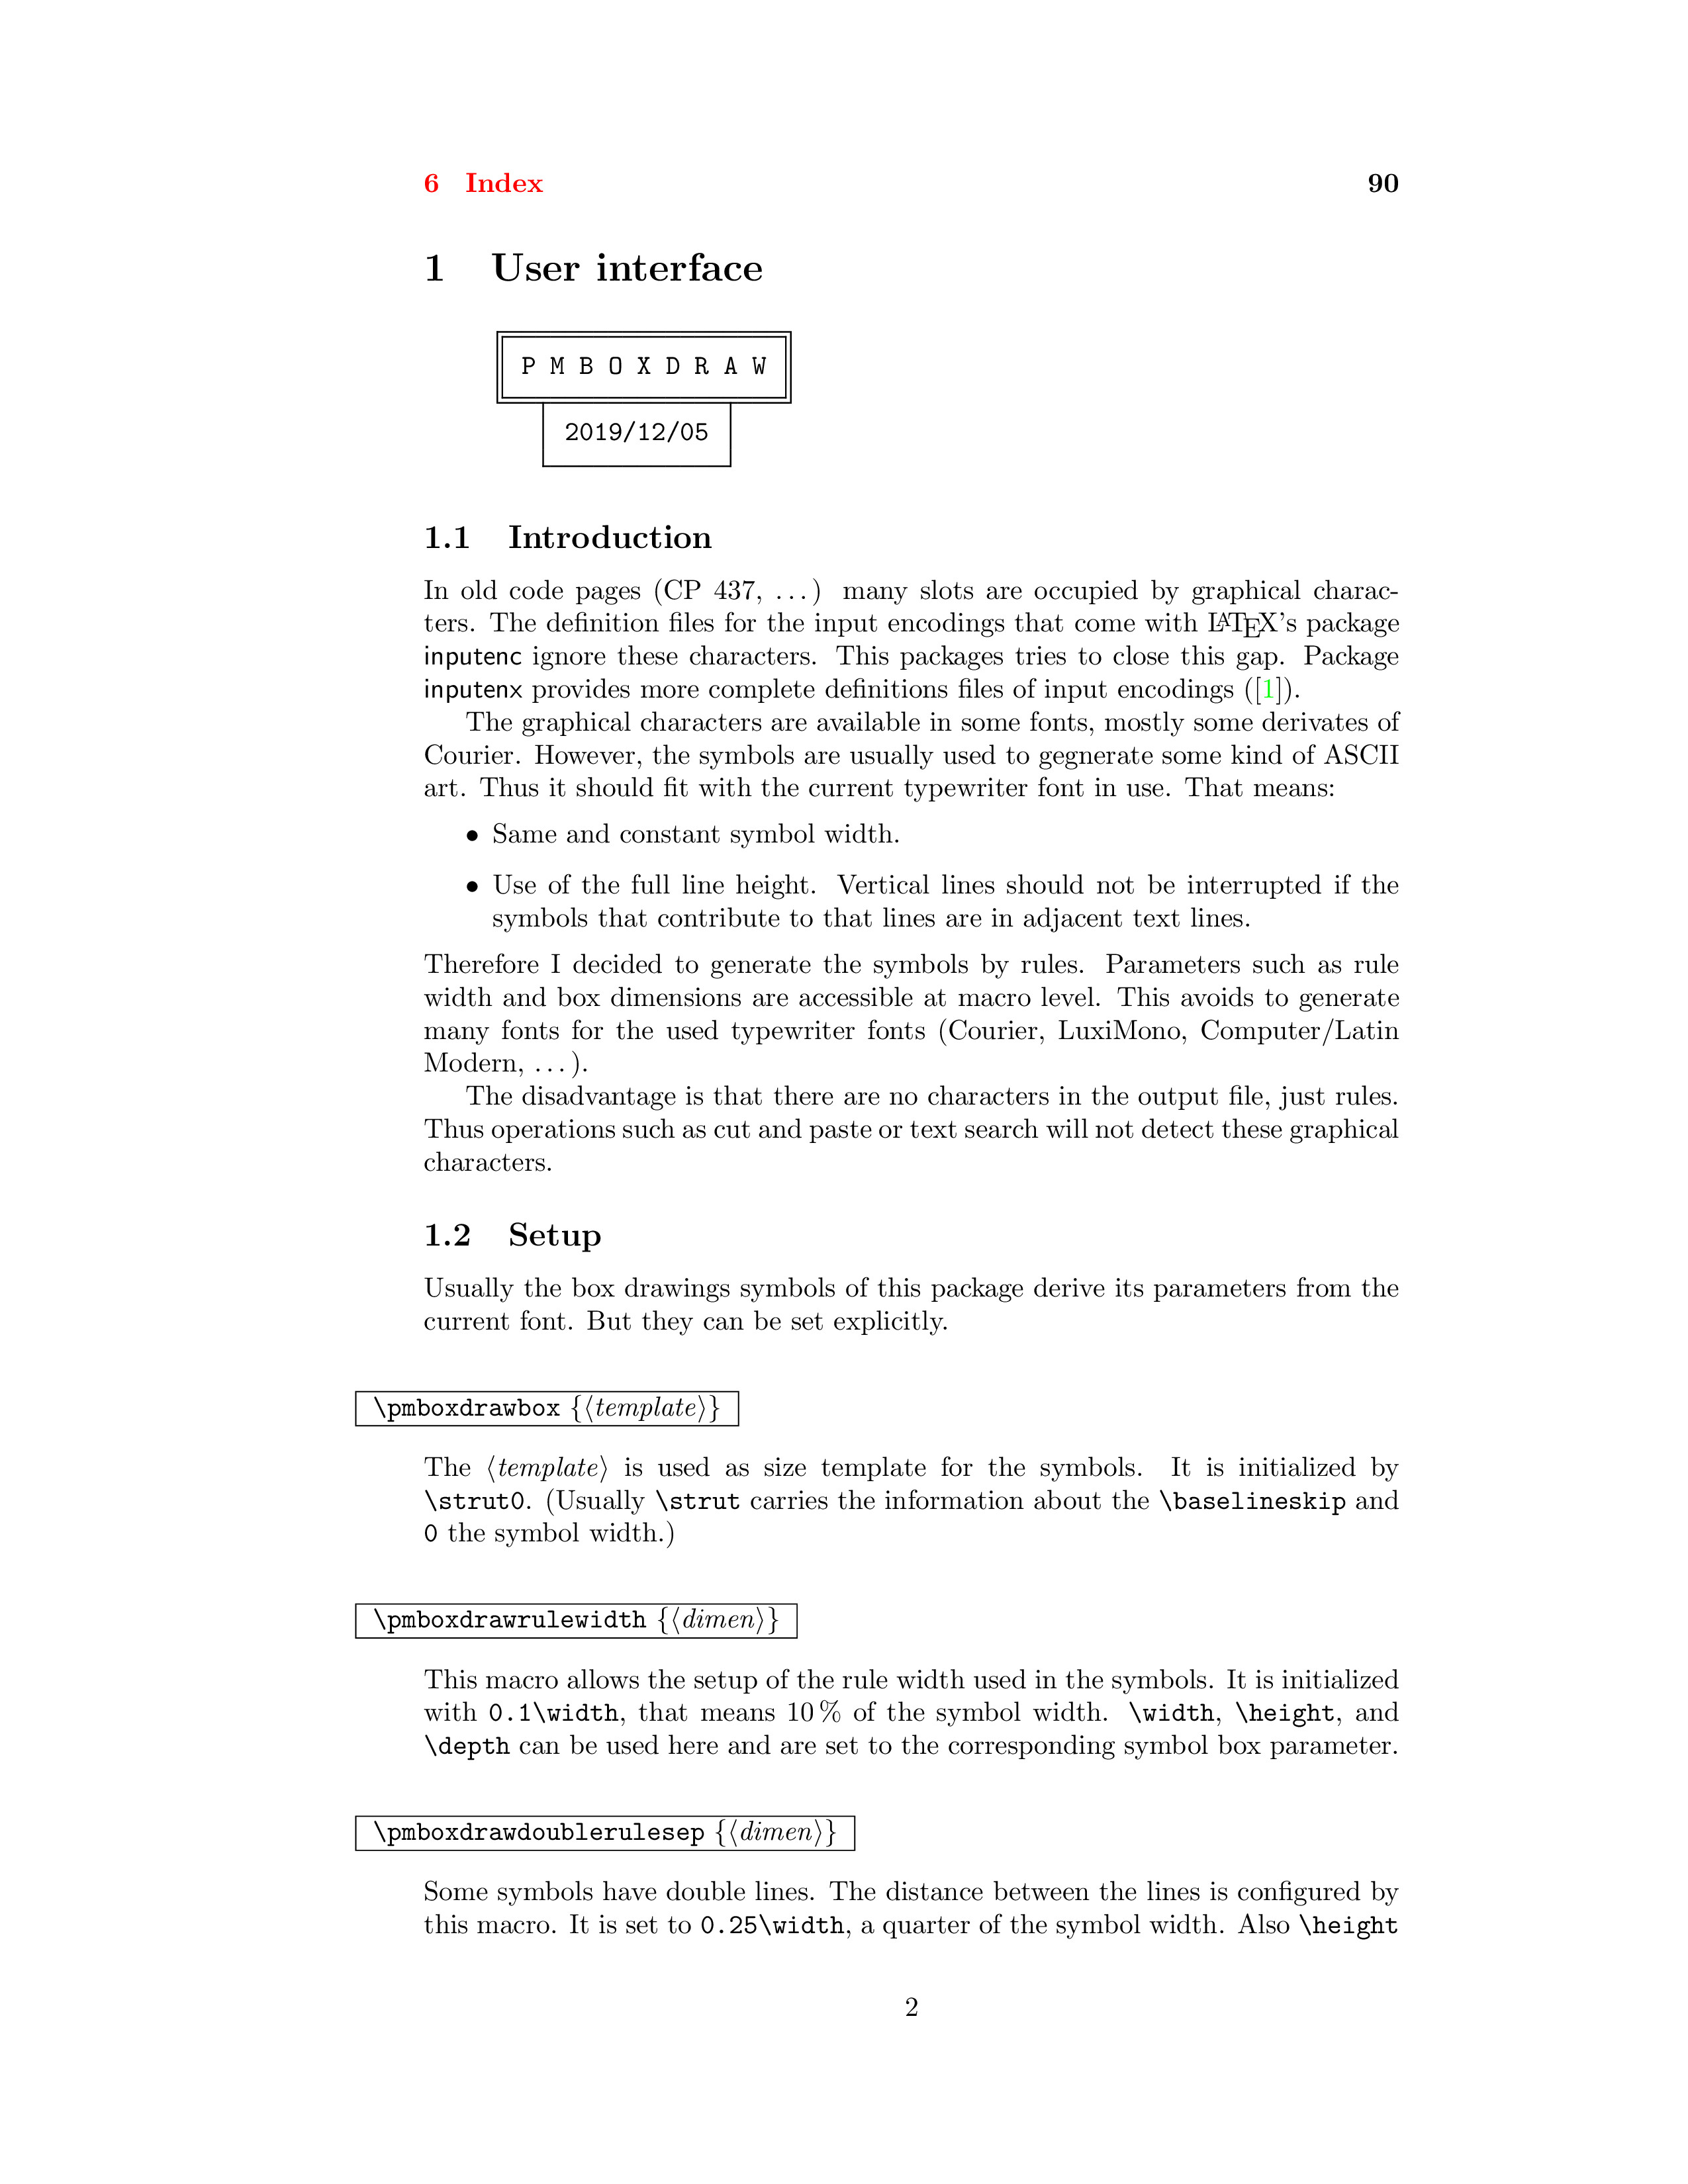 6 Index 90
1 User interface
P M B O X D R A W
2019/12/05
1.1 Introduction
In old code pages (CP 437, ...) many slots are occupied by graphical charac-
ters. The definition files for the input encodings that come with LATEX's package
inputenc ignore these characters. This packages tries to close this gap. Package
inputenx provides more complete definitions files of input encodings ([1]).
The graphical characters are available in some fonts, mostly some derivates of
Courier. However, the symbols are usually used to gegnerate some kind of ASCII
art. Thus it should fit with the current typewriter font in use. That means:
• Same and constant symbol width.
• Use of the full line height. Vertical lines should not be interrupted if the
symbols that contribute to that lines are in adjacent text lines.
Therefore I decided to generate the symbols by rules. Parameters such as rule
width and box dimensions are accessible at macro level. This avoids to generate
many fonts for the used typewriter fonts (Courier, LuxiMono, Computer/Latin
Modern, ...).
The disadvantage is that there are no characters in the output file, just rules.
Thus operations such as cut and paste or text search will not detect these graphical
characters.
1.2 Setup
Usually the box drawings symbols of this package derive its parameters from the
current font. But they can be set explicitly.
\pmboxdrawbox {⟨template⟩}
The ⟨template⟩ is used as size template for the symbols. It is initialized by
\strut0. (Usually \strut carries the information about the \baselineskip and
0 the symbol width.)
\pmboxdrawrulewidth {⟨dimen⟩}
This macro allows the setup of the rule width used in the symbols. It is initialized
with 0.1\width, that means 10 % of the symbol width. \width, \height, and
\depth can be used here and are set to the corresponding symbol box parameter.
\pmboxdrawdoublerulesep {⟨dimen⟩}
Some symbols have double lines. The distance between the lines is configured by
this macro. It is set to 0.25\width, a quarter of the symbol width. Also \height
2